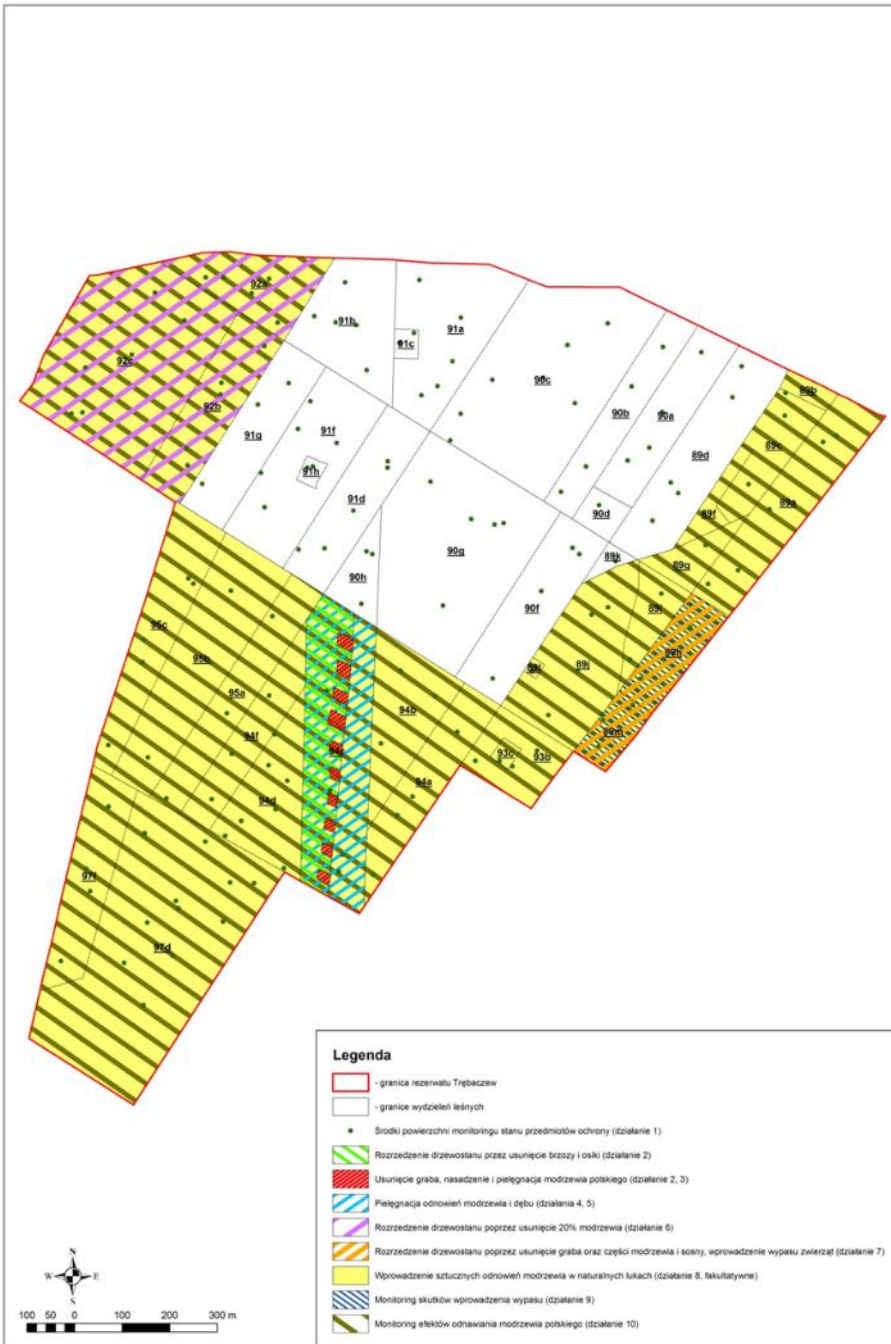 92a
91b
91a
91c
92c
90c
89b
92b
90b
90a
91g
91f
89d
89c
91h
89a
91d
90d
89f
90g
89k
89g
90h
90f
89i
95c
89h
95b
89j
95a
94b
94f
89m
93c
93b
94a
94d
97f
97d
Legenda
- granica rezerwatu Trębaczew
- granice wydzieleń leśnych
Środki powierzchni monitoringu stanu przedmiotów ochrony (działanie 1)
Rozrzedzenie drzewostanu przez usunięcie brzozy i osiki (działanie 2)
Usunięcie graba, nasadzenie i pielęgnacja modrzewia polskiego (działanie 2, 3)
Pielęgnacja odnowień modrzewia i dębu (działania 4, 5)
Rozrzedzenie drzewostanu poprzez usunięcie 20% modrzewia (działanie 6)
Rozrzedzenie drzewostanu poprzez usunięcie graba oraz części modrzewia i sosny, wprowadzenie wypasu zwierząt (działanie 7)
Wprowadzenie sztucznych odnowień modrzewia w naturalnych lukach (działanie 8, fakultatywne)
Monitoring skutków wprowadzenia wypasu (działanie 9)
Monitoring efektów odnawiania modrzewia polskiego (działanie 10)
N
W E
S
100 50 0 100 200 300 m